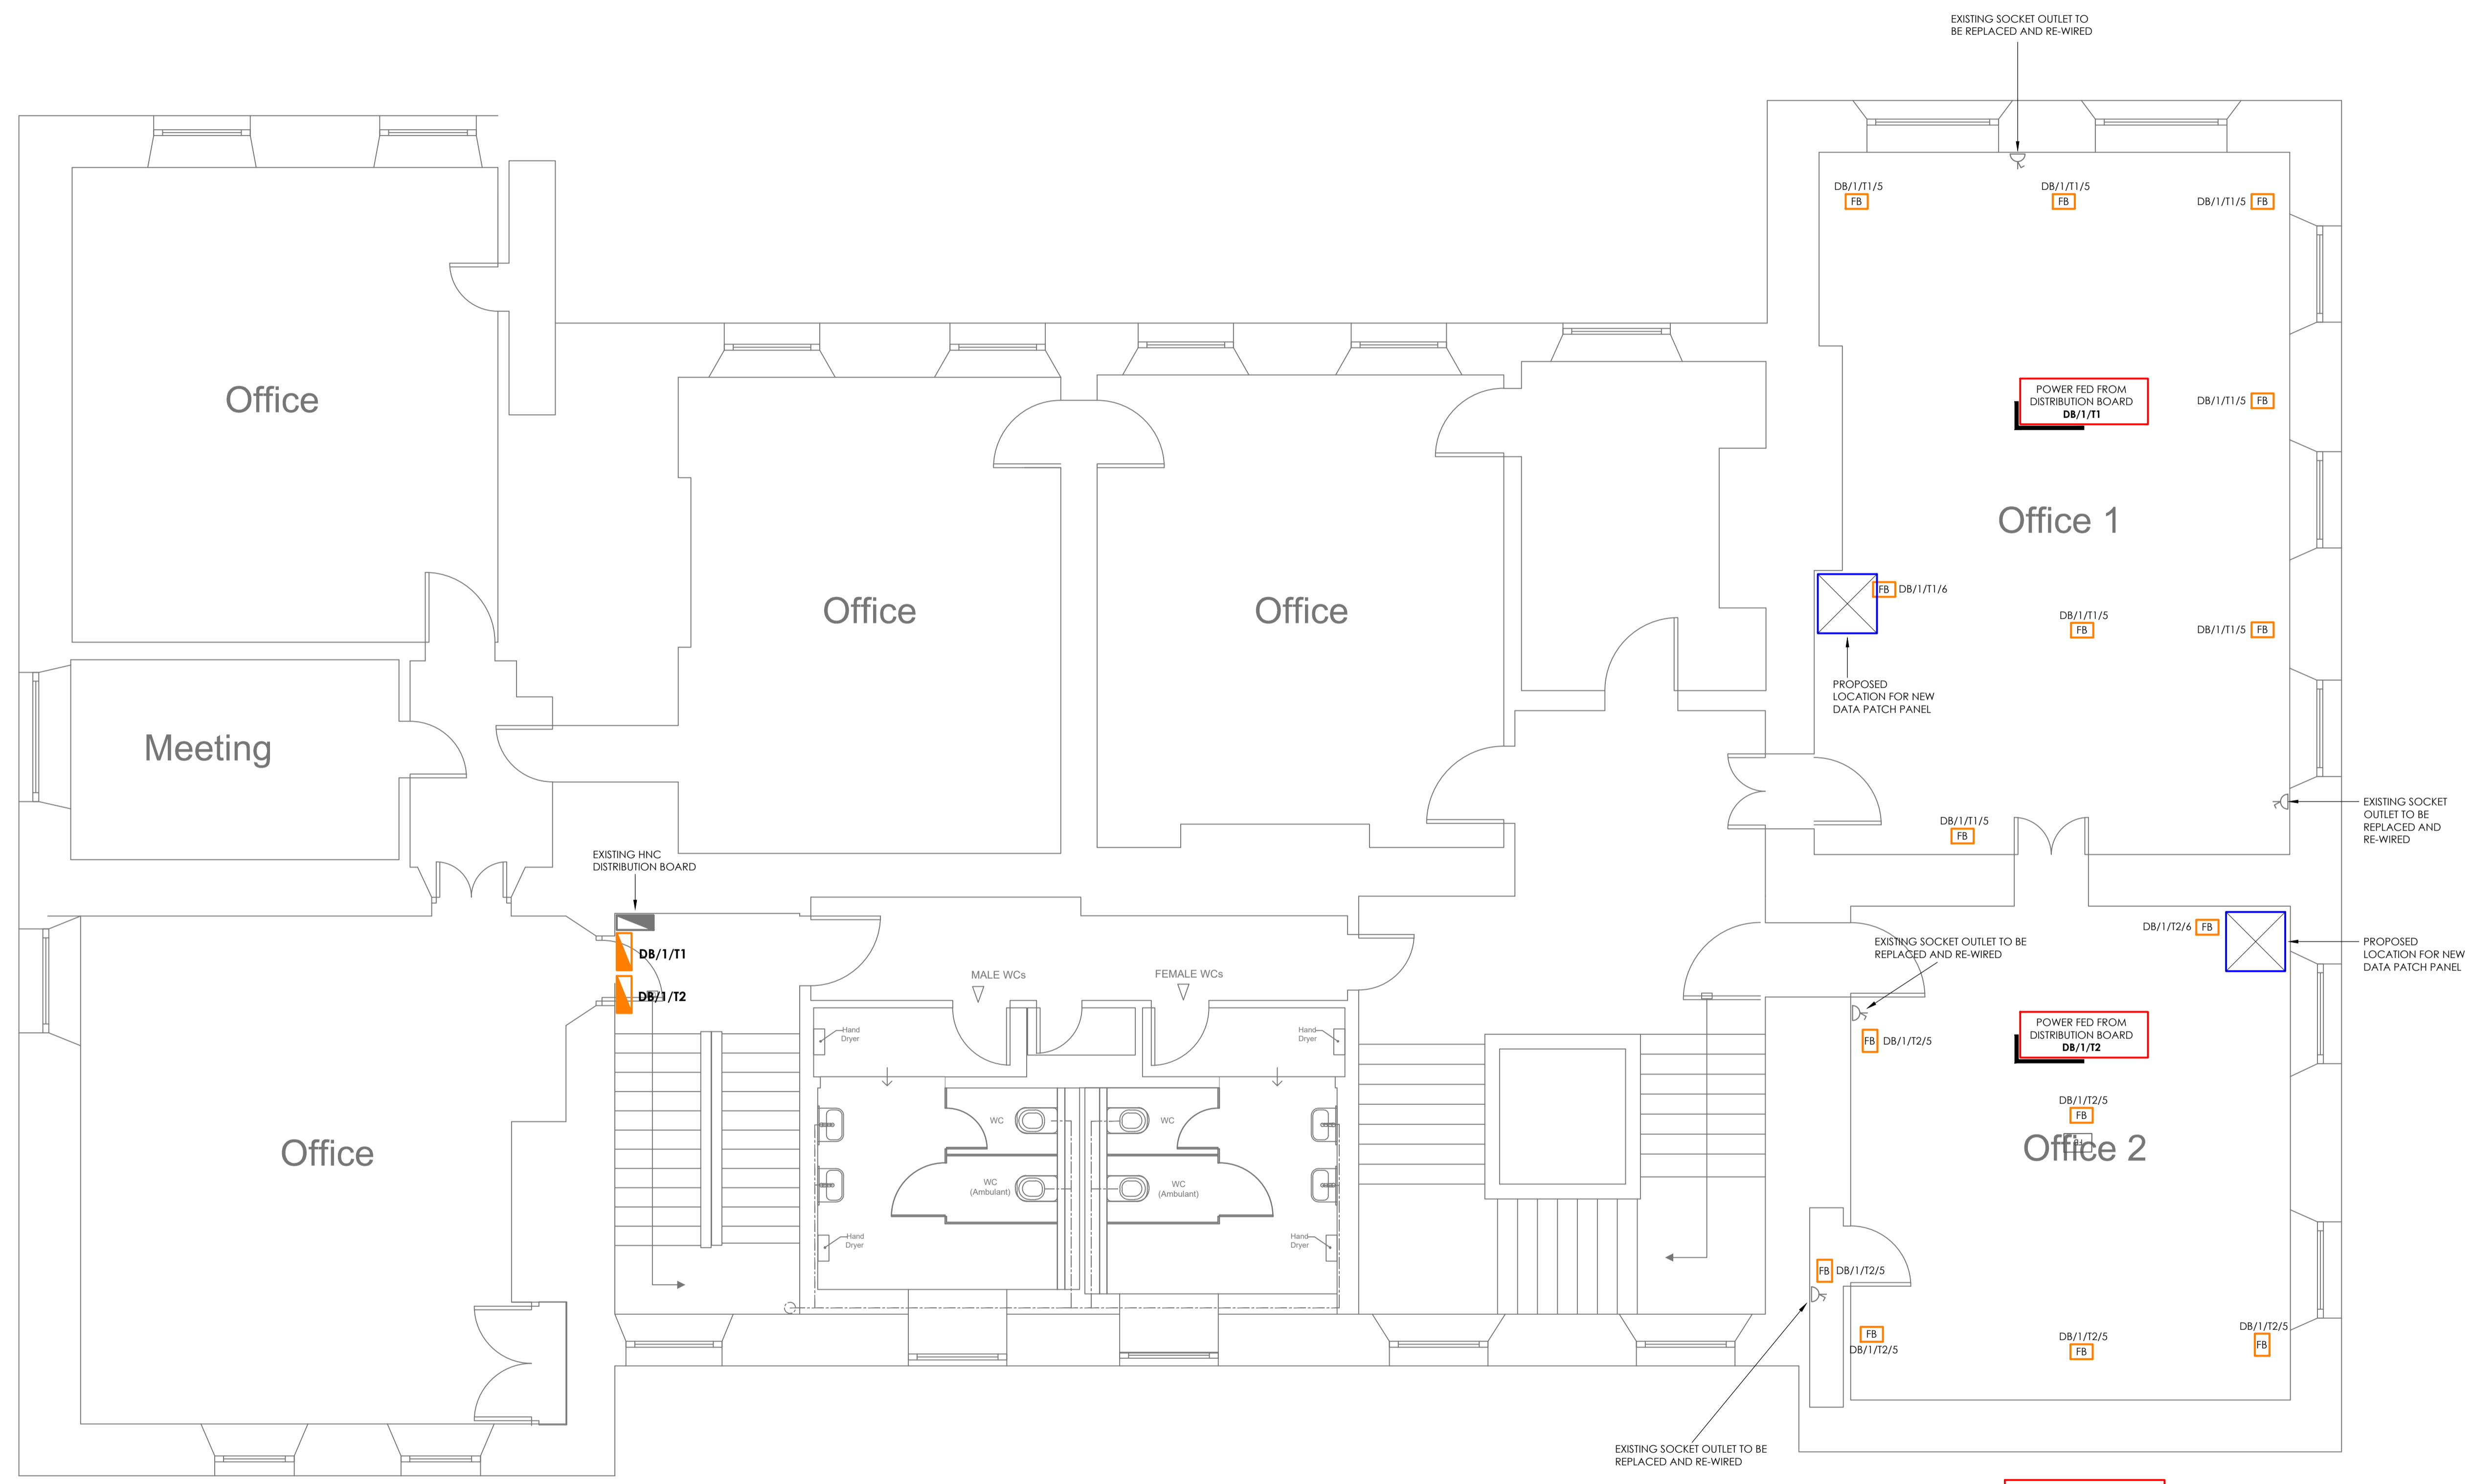 EXISTING SOCKET OUTLET TO
BE REPLACED AND RE-WIRED
DB/1/T1/5
FB
DB/1/T1/5
FB
DB/1/T1/5 FB
Office
POWER FED FROM
DISTRIBUTION BOARD
DB/1/T1
DB/1/T1/5 FB
Office 1
Office
Office
FB DB/1/T1/6
DB/1/T1/5
FB
DB/1/T1/5 FB
PROPOSED
LOCATION FOR NEW
DATA PATCH PANEL
Meeting
EXISTING SOCKET
OUTLET TO BE
REPLACED AND
RE-WIRED
DB/1/T1/5
FB
EXISTING HNC
DISTRIBUTION BOARD
DB/1/T1
DB/1/T2
MALE WCs
FEMALE WCs
EXISTING SOCKET OUTLET TO BE
REPLACED AND RE-WIRED
DB/1/T2/6 FB
PROPOSED
LOCATION FOR NEW
DATA PATCH PANEL
Hand
Dryer
Hand
Dryer
FB DB/1/T2/5
POWER FED FROM
DISTRIBUTION BOARD
DB/1/T2
DB/1/T2/5
FB
WC
WC
Office
Office 2
WC
(Ambulant)
WC
(Ambulant)
Hand
Dryer
Hand
Dryer
FB DB/1/T2/5
FB
DB/1/T2/5
DB/1/T2/5
FB
DB/1/T2/5
FB
EXISTING SOCKET OUTLET TO BE
REPLACED AND RE-WIRED